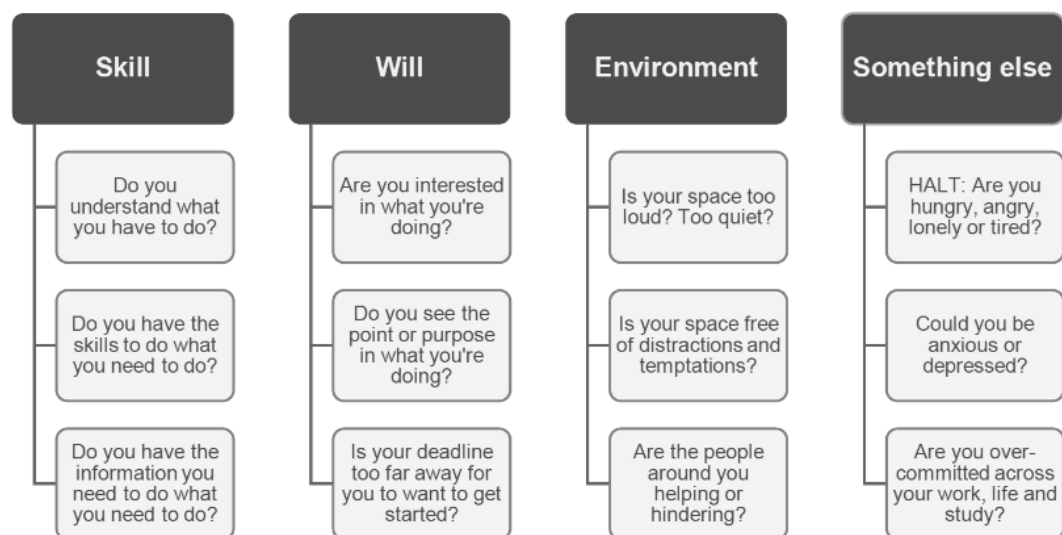 Skill
Do you
understand what
you have to do?
Do you have the
skills to do what
you need to do?
Do you have the
information you
need to do what
you need to do?
Will
Are you interested
in what you're
doing?
Do you see the
point or purpose
in what you're
doing?
Is your deadline
too far away for
you to want to get
started?
Environment
Is your space too
loud? Too quiet?
Is your space free
of distractions and
temptations?
Are the people
around you
helping or
hindering?
Something else
HALT: Are you
hungry, angry,
lonely or tired?
Could you be
anxious or
depressed?
Are you over-
committed across
your work, life and
study?